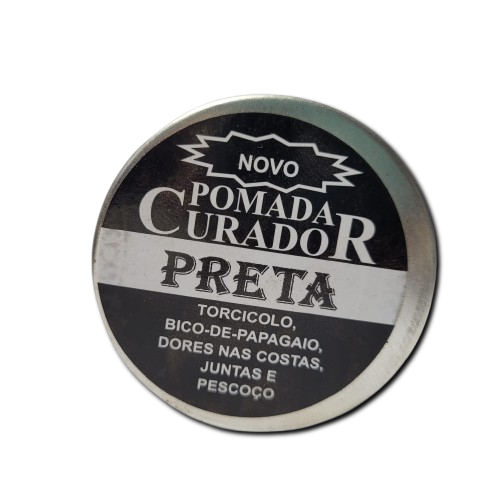 NOVO
POMADA
CURADOR
PRETA
TORCICOLO,
BICO-DE-PAPAGAIO,
DORES NAS COSTAS,
JUNTAS E
PESCOÇO